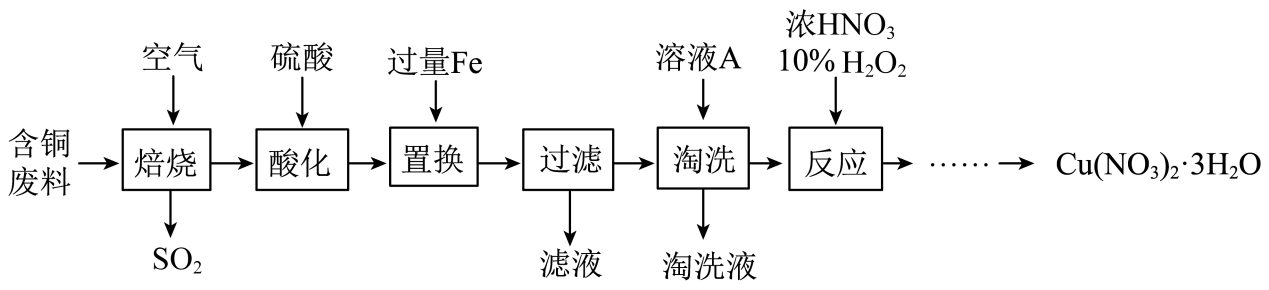 浓HNO₃
10% H₂O₂
空气
硫酸
过量Fe
溶液A
含铜
废料
焙烧
酸化
置换
过滤
淘洗
反应
……
Cu(NO₃)₂·3H₂O
SO₂
滤液
淘洗液